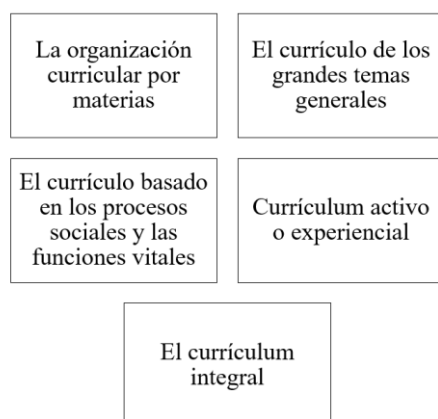 La organización
curricular por
materias
El currículo de los
grandes temas
generales
El currículo basado
en los procesos
sociales y las
funciones vitales
Currículum activo
o experiencial
El currículum
integral